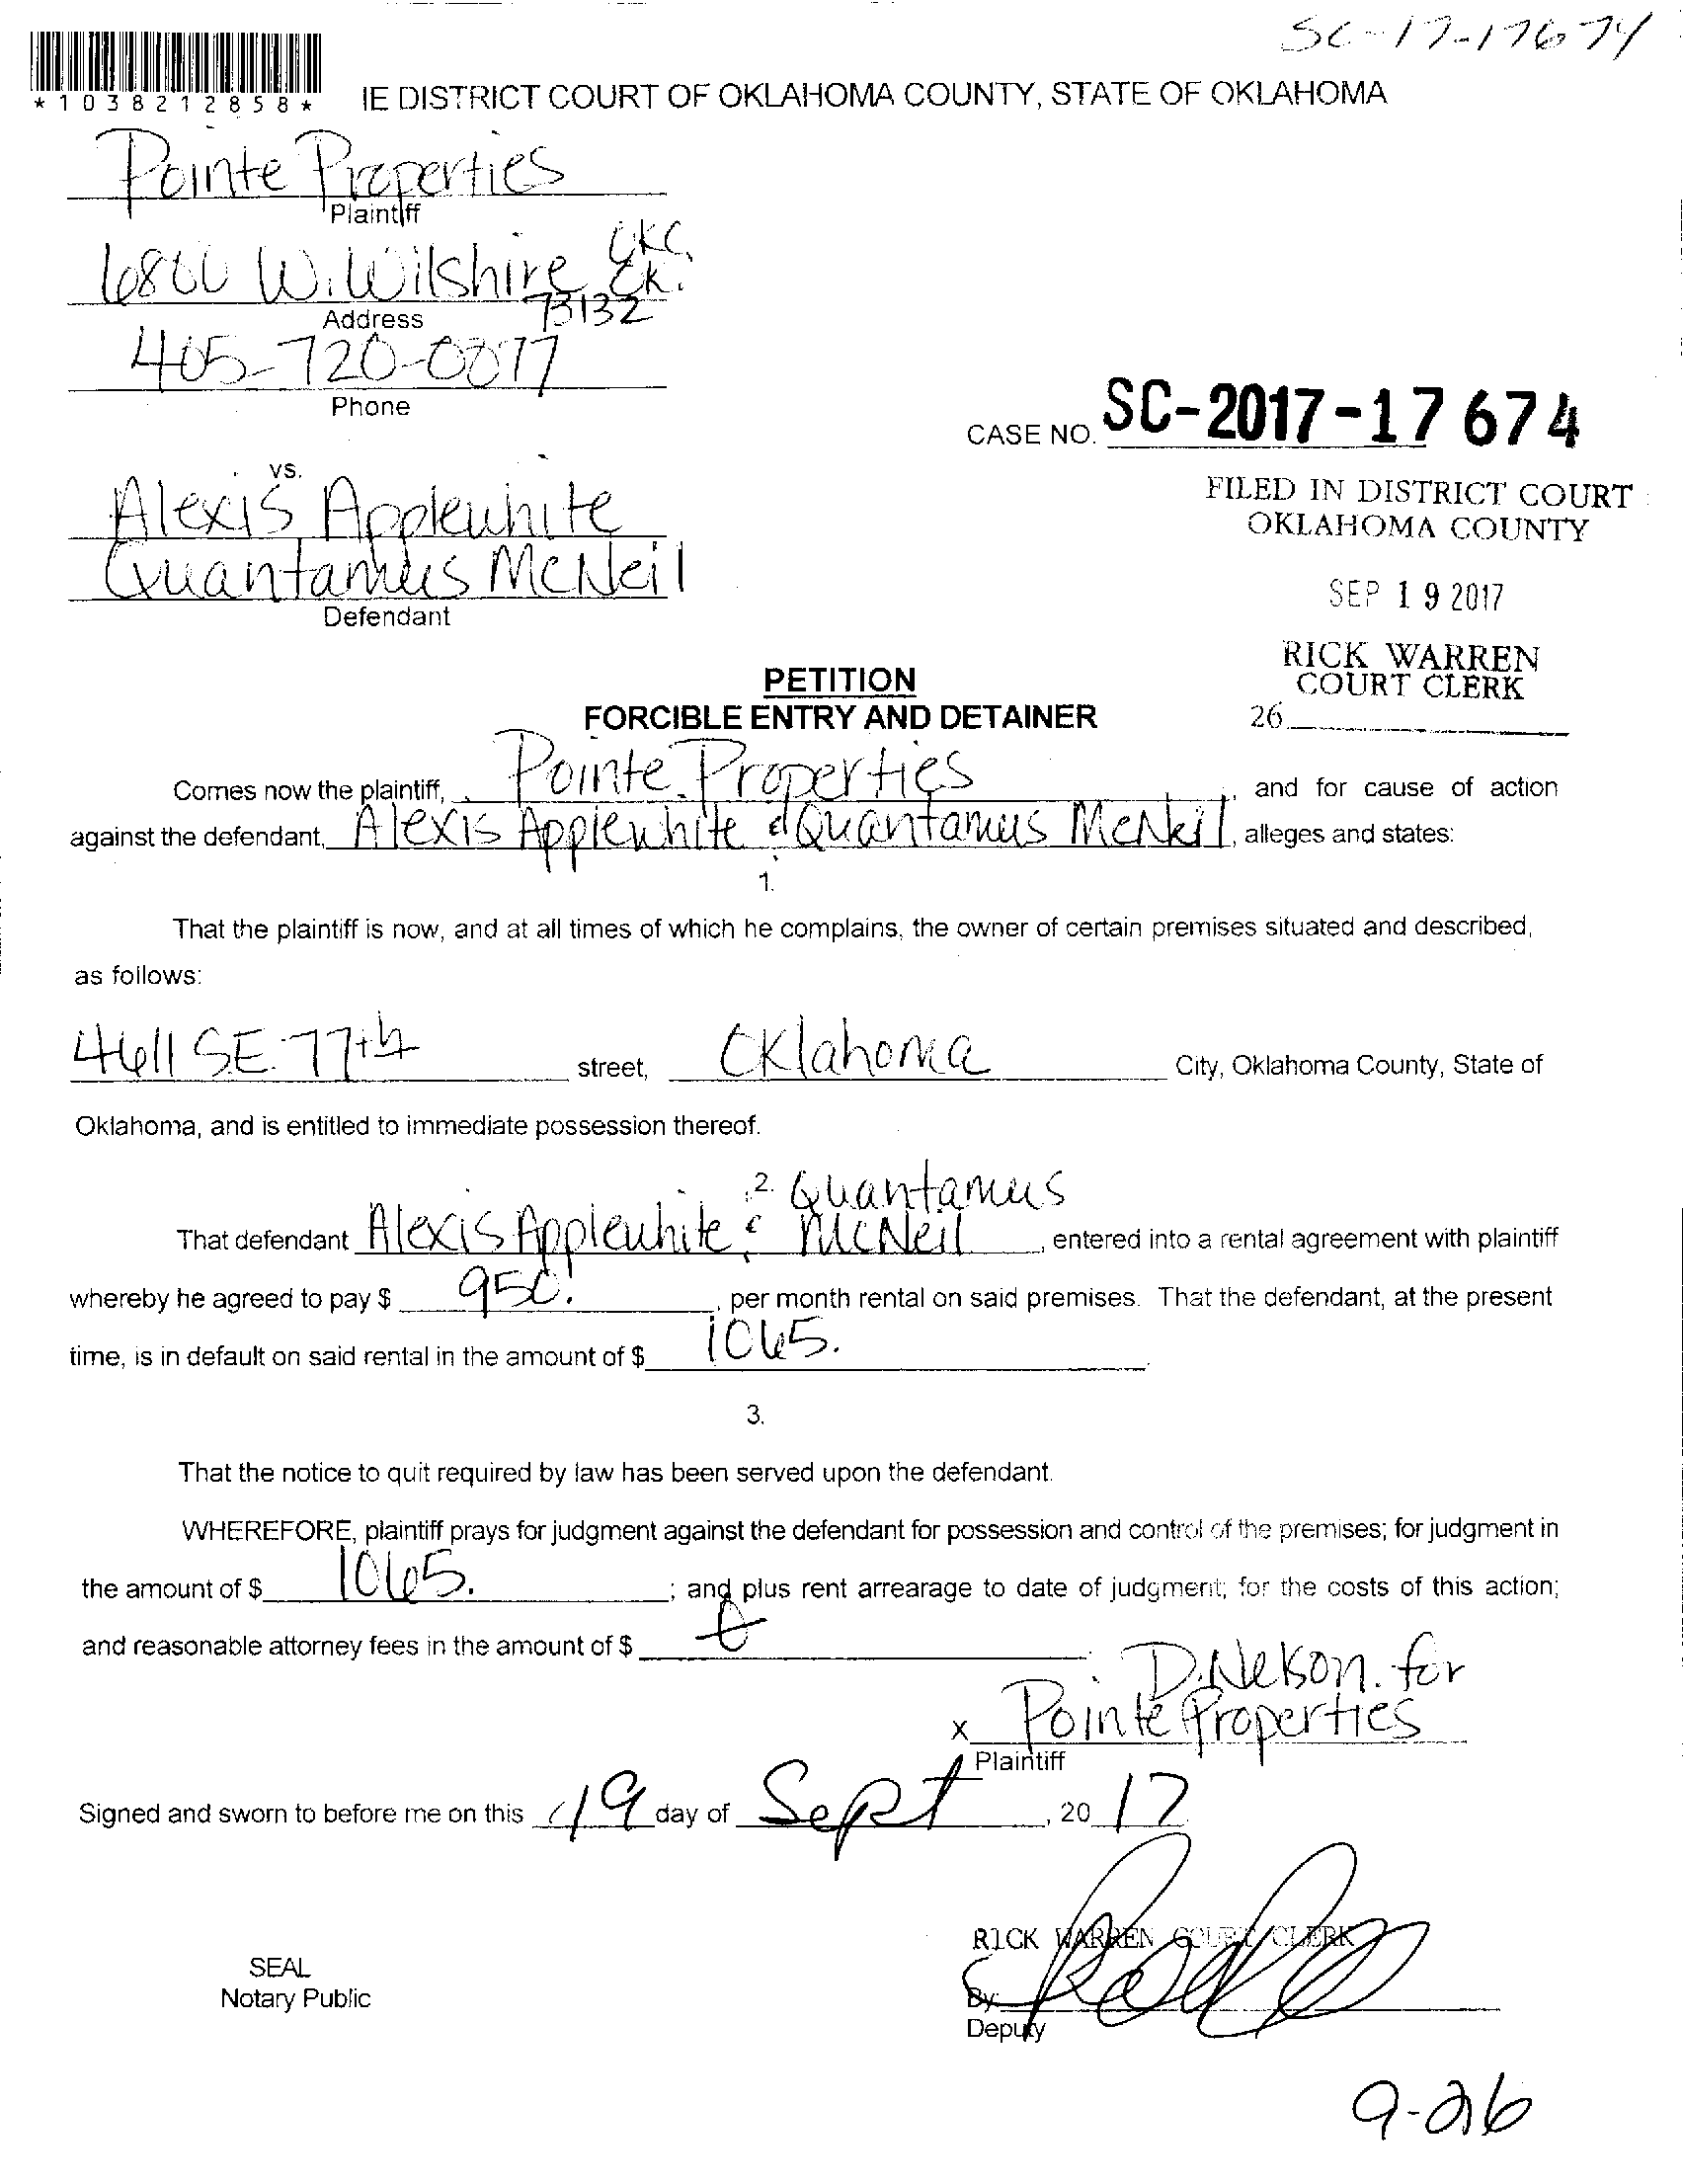 SC-17-17674
*1038212858*
IE DISTRICT COURT OF OKLAHOMA COUNTY, STATE OF OKLAHOMA
Pointe Properties
Plaintiff
6800 W. Wilshire OKC, OK.
73132
Address
405-720-0077
Phone
CASE NO. SC-2017-17674
vs.
Alexis Applewhite
Quantamus McNeil
Defendant
FILED IN DISTRICT COURT
OKLAHOMA COUNTY
SEP 19 2017
RICK WARREN
COURT CLERK
26
PETITION
FORCIBLE ENTRY AND DETAINER
Comes now the plaintiff, Pointe Properties, and for cause of action
against the defendant, Alexis Applewhite & Quantamus McNeil, alleges and states:
1.
That the plaintiff is now, and at all times of which he complains, the owner of certain premises situated and described,
as follows:
4611 S.E. 77th street, Oklahoma City, Oklahoma County, State of
Oklahoma, and is entitled to immediate possession thereof.
2.
That defendant Alexis Applewhite & Quantamus McNeil, entered into a rental agreement with plaintiff
whereby he agreed to pay $ 950., per month rental on said premises. That the defendant, at the present
time, is in default on said rental in the amount of $ 1065.
3.
That the notice to quit required by law has been served upon the defendant.
WHEREFORE, plaintiff prays for judgment against the defendant for possession and control of the premises; for judgment in
the amount of $ 1065. ; and plus rent arrearage to date of judgment; for the costs of this action;
and reasonable attorney fees in the amount of $ 0
D. Nelson. for
x Pointe Properties
Plaintiff
Signed and sworn to before me on this 19 day of Sept, 20 17
RICK WARREN COURT CLERK
SEAL
Notary Public
By:
Deputy
9-26